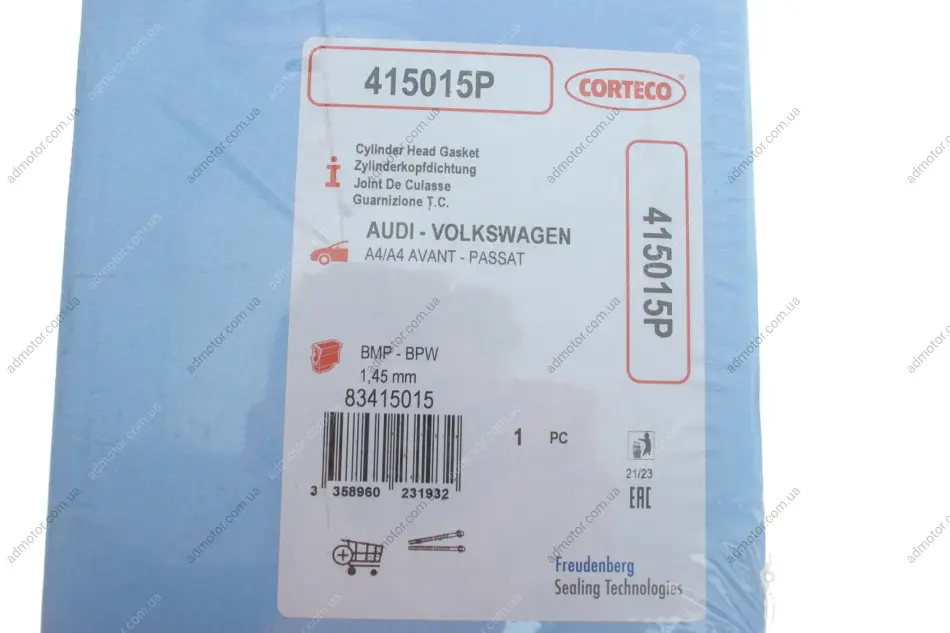 415015P
CORTECO®
Cylinder Head Gasket
Zylinderkopfdichtung
Joint De Culasse
Guarnizione T.C.
AUDI - VOLKSWAGEN
A4/A4 AVANT - PASSAT
415015P
BMP - BPW
1,45 mm
83415015
3 358960 231932
1 PC
21/23
EAC
Freudenberg
Sealing Technologies
admotor.com.ua